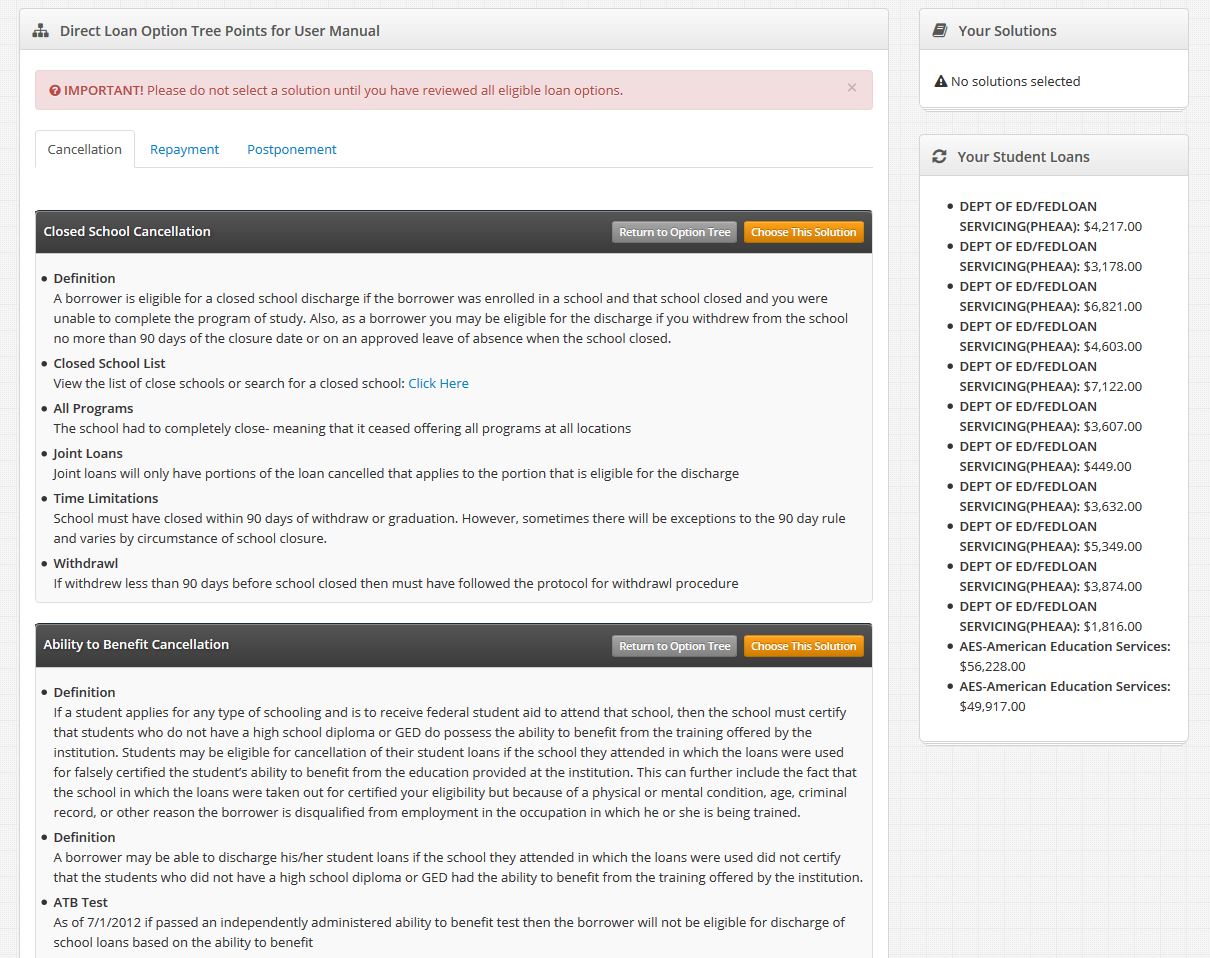 Direct Loan Option Tree Points for User Manual
IMPORTANT! Please do not select a solution until you have reviewed all eligible loan options.
×
Cancellation
Repayment
Postponement
Closed School Cancellation
Return to Option Tree
Choose This Solution
Definition
A borrower is eligible for a closed school discharge if the borrower was enrolled in a school and that school closed and you were
unable to complete the program of study. Also, as a borrower you may be eligible for the discharge if you withdrew from the school
no more than 90 days of the closure date or on an approved leave of absence when the school closed.
Closed School List
View the list of close schools or search for a closed school: Click Here
All Programs
The school had to completely close- meaning that it ceased offering all programs at all locations
Joint Loans
Joint loans will only have portions of the loan cancelled that applies to the portion that is eligible for the discharge
Time Limitations
School must have closed within 90 days of withdraw or graduation. However, sometimes there will be exceptions to the 90 day rule
and varies by circumstance of school closure.
Withdrawl
If withdrew less than 90 days before school closed then must have followed the protocol for withdrawl procedure
Ability to Benefit Cancellation
Return to Option Tree
Choose This Solution
Definition
If a student applies for any type of schooling and is to receive federal student aid to attend that school, then the school must certify
that students who do not have a high school diploma or GED do possess the ability to benefit from the training offered by the
institution. Students may be eligible for cancellation of their student loans if the school they attended in which the loans were used
for falsely certified the student's ability to benefit from the education provided at the institution. This can further include the fact that
the school in which the loans were taken out for certified your eligibility but because of a physical or mental condition, age, criminal
record, or other reason the borrower is disqualified from employment in the occupation in which he or she is being trained.
Definition
A borrower may be able to discharge his/her student loans if the school they attended in which the loans were used did not certify
that the students who did not have a high school diploma or GED had the ability to benefit from the training offered by the institution.
ATB Test
As of 7/1/2012 if passed an independently administered ability to benefit test then the borrower will not be eligible for discharge of
school loans based on the ability to benefit
Your Solutions
No solutions selected
Your Student Loans
DEPT OF ED/FEDLOAN
SERVICING(PHEAA): $4,217.00
DEPT OF ED/FEDLOAN
SERVICING(PHEAA): $3,178.00
DEPT OF ED/FEDLOAN
SERVICING(PHEAA): $6,821.00
DEPT OF ED/FEDLOAN
SERVICING(PHEAA): $4,603.00
DEPT OF ED/FEDLOAN
SERVICING(PHEAA): $7,122.00
DEPT OF ED/FEDLOAN
SERVICING(PHEAA): $3,607.00
DEPT OF ED/FEDLOAN
SERVICING(PHEAA): $449.00
DEPT OF ED/FEDLOAN
SERVICING(PHEAA): $3,632.00
DEPT OF ED/FEDLOAN
SERVICING(PHEAA): $5,349.00
DEPT OF ED/FEDLOAN
SERVICING(PHEAA): $3,874.00
DEPT OF ED/FEDLOAN
SERVICING(PHEAA): $1,816.00
AES-American Education Services:
$56,228.00
AES-American Education Services:
$49,917.00